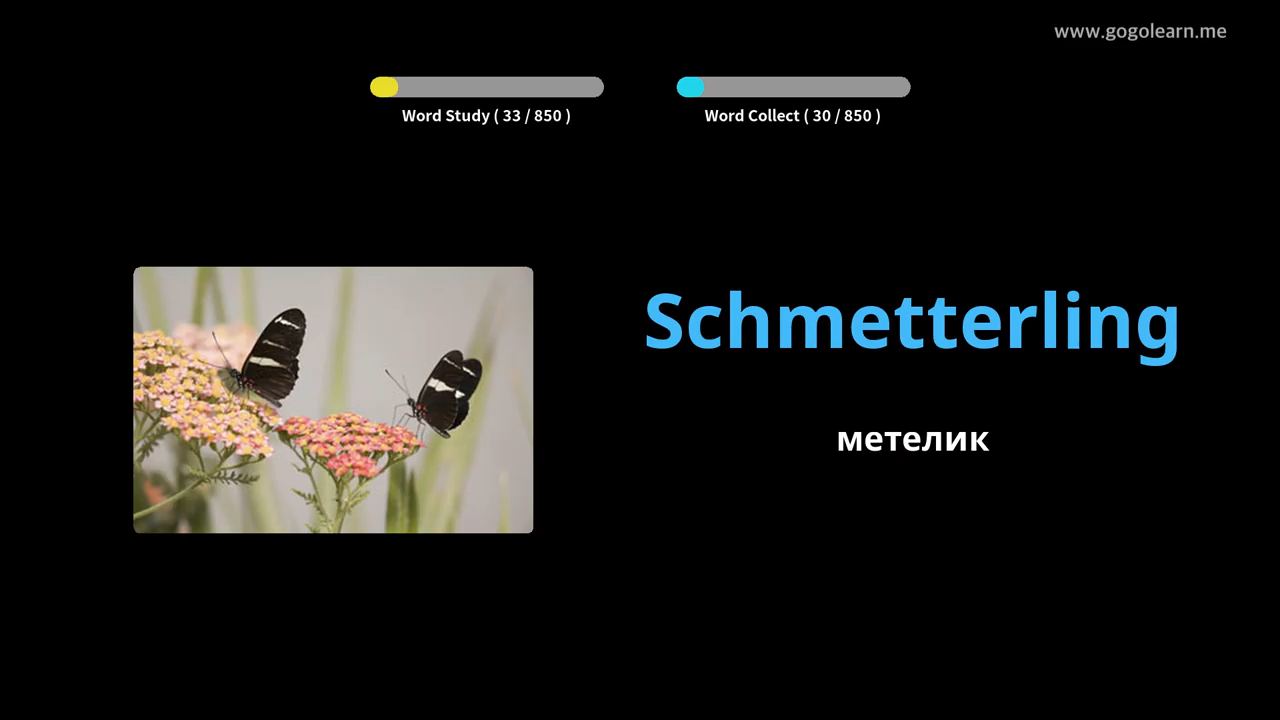 www.gogolearn.me
Word Study ( 33 / 850 )
Word Collect ( 30 / 850 )
Schmetterling
метелик